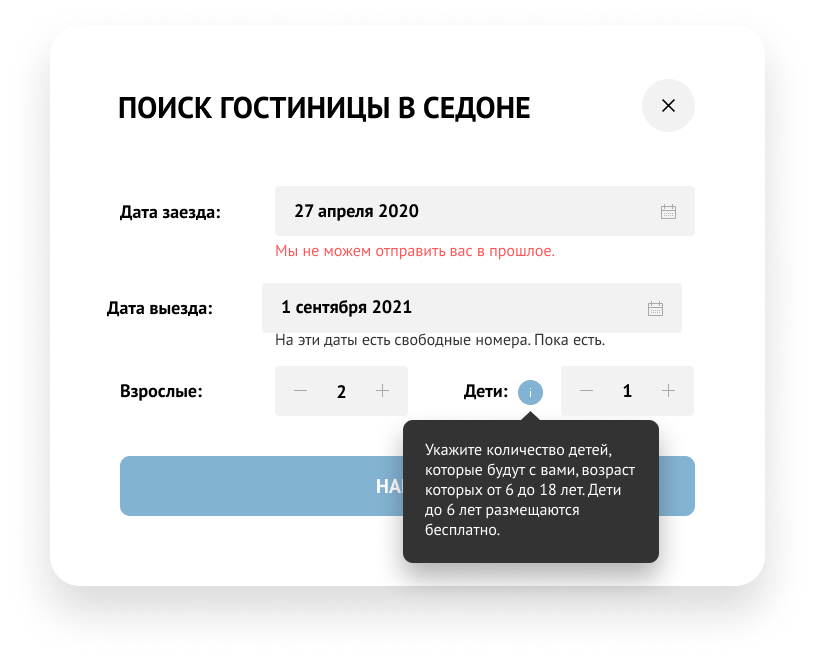 ПОИСК ГОСТИНИЦЫ В СЕДОНЕ
Дата заезда:
27 апреля 2020
Мы не можем отправить вас в прошлое.
Дата выезда:
1 сентября 2021
На эти даты есть свободные номера. Пока есть.
Взрослые:
2
Дети:
i
1
Укажите количество детей,
которые будут с вами, возраст
которых от 6 до 18 лет. Дети
до 6 лет размещаются
бесплатно.